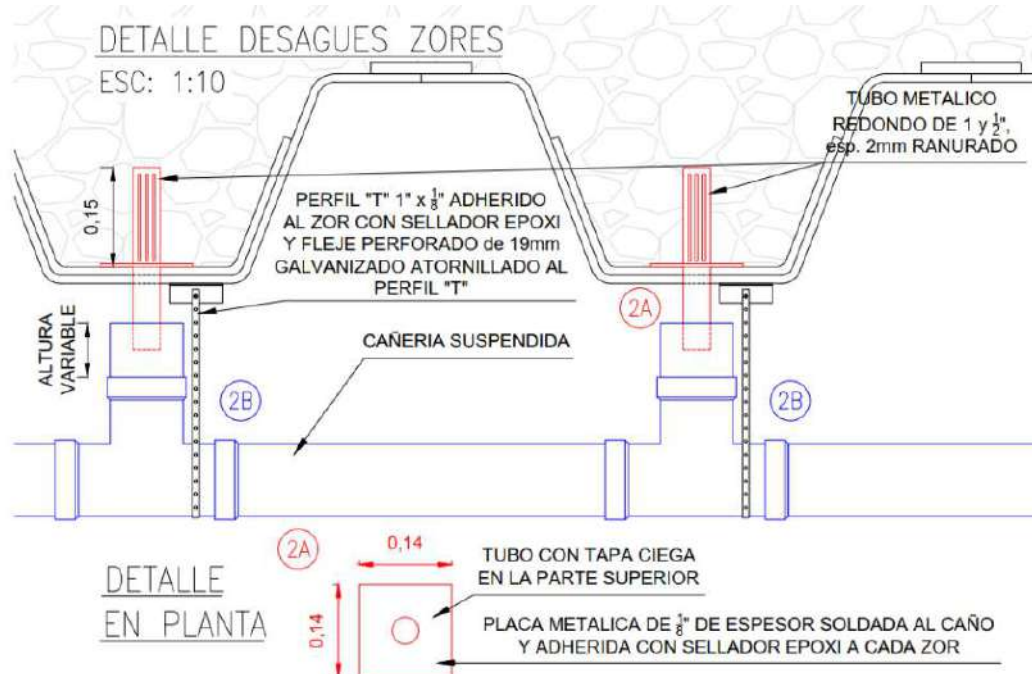 DETALLE DESAGUES ZORES
ESC: 1:10
TUBO METALICO
REDONDO DE 1 y ½",
esp. 2mm RANURADO
0,15
PERFIL "T" 1" x ⅛" ADHERIDO
AL ZOR CON SELLADOR EPOXI
Y FLEJE PERFORADO de 19mm
GALVANIZADO ATORNILLADO AL
PERFIL "T"
2A
ALTURA
VARIABLE
CAÑERIA SUSPENDIDA
2B
2B
2A
0,14
DETALLE
EN PLANTA
0,14
TUBO CON TAPA CIEGA
EN LA PARTE SUPERIOR
PLACA METALICA DE ⅛" DE ESPESOR SOLDADA AL CAÑO
Y ADHERIDA CON SELLADOR EPOXI A CADA ZOR